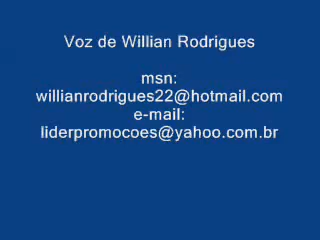 Voz de Willian Rodrigues
msn:
willianrodrigues22@hotmail.com
e-mail:
liderpromocoes@yahoo.com.br